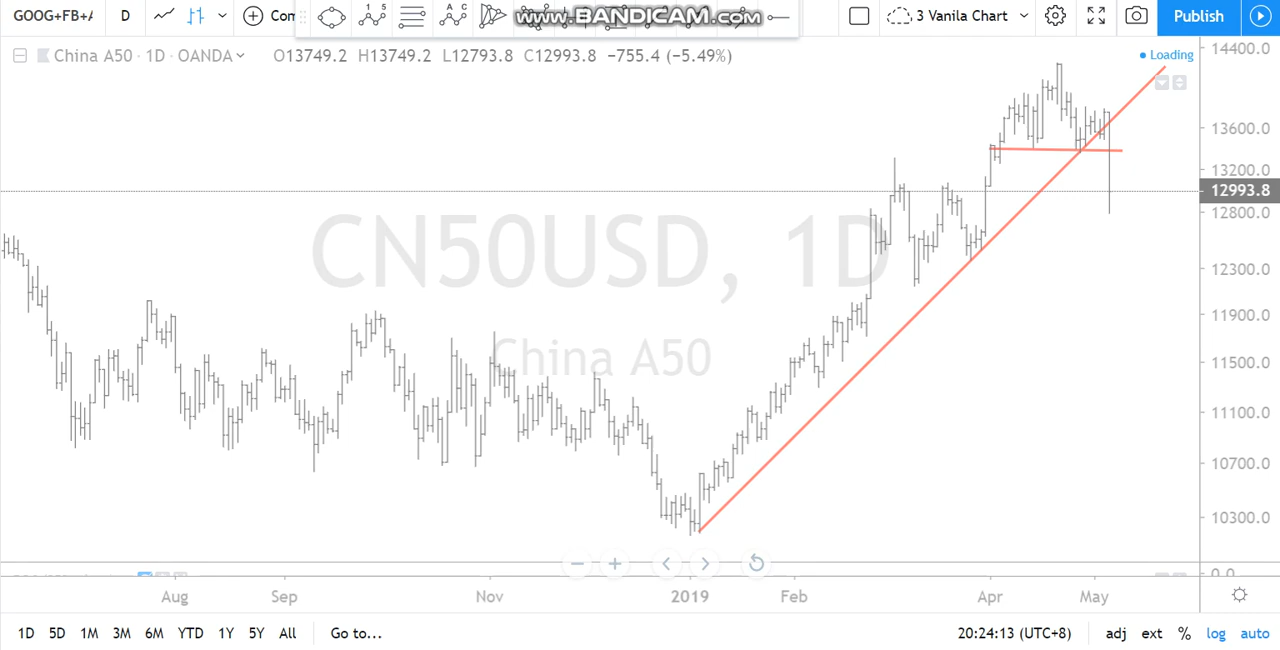 GOOG+FB+A
D
Com
1 5
A C
www.BANDICAM.com
3 Vanila Chart
Publish
China A50 · 1D · OANDA
O13749.2 H13749.2 L12793.8 C12993.8 −755.4 (−5.49%)
Loading
14400.0
13600.0
13200.0
12993.8
12800.0
12300.0
11900.0
11500.0
11100.0
10700.0
10300.0
0.0
CN50USD, 1D
China A50
Aug Sep Nov 2019 Feb Apr May
1D 5D 1M 3M 6M YTD 1Y 5Y All Go to... 20:24:13 (UTC+8) adj ext % log auto